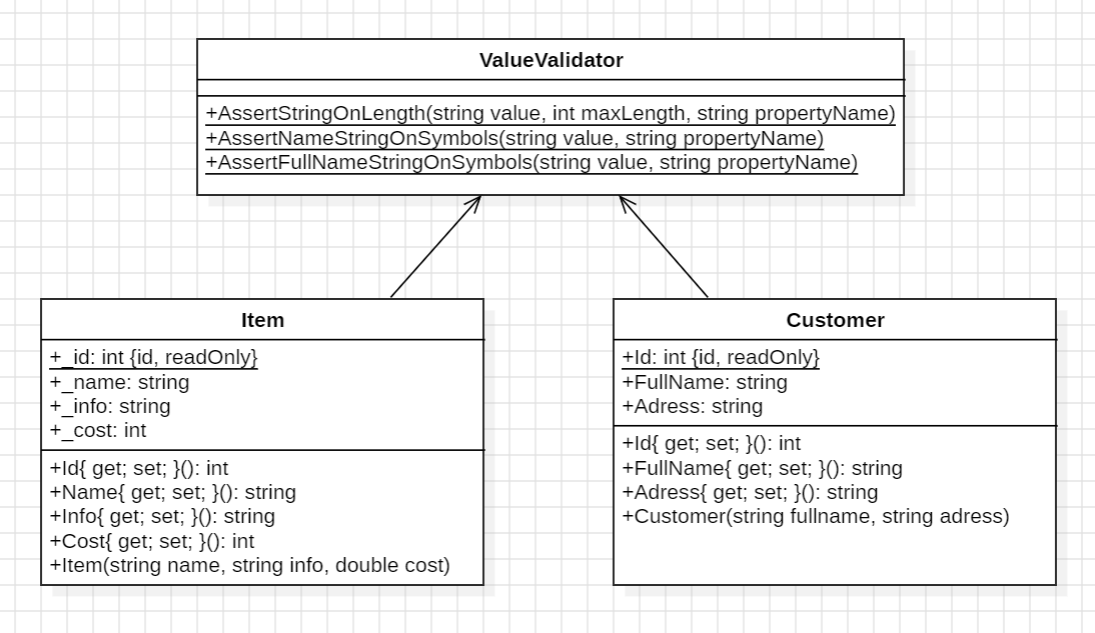 ValueValidator
+AssertStringOnLength(string value, int maxLength, string propertyName)
+AssertNameStringOnSymbols(string value, string propertyName)
+AssertFullNameStringOnSymbols(string value, string propertyName)
Item
+_id: int {id, readOnly}
+_name: string
+_info: string
+_cost: int
+Id{ get; set; }(): int
+Name{ get; set; }(): string
+Info{ get; set; }(): string
+Cost{ get; set; }(): int
+Item(string name, string info, double cost)
Customer
+Id: int {id, readOnly}
+FullName: string
+Adress: string
+Id{ get; set; }(): int
+FullName{ get; set; }(): string
+Adress{ get; set; }(): string
+Customer(string fullname, string adress)